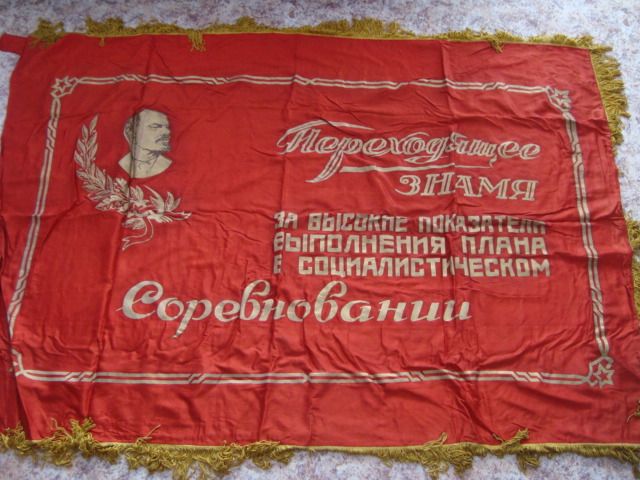 Переходящее
ЗНАМЯ
ЗА ВЫСОКИЕ ПОКАЗАТЕЛИ
ВЫПОЛНЕНИЯ ПЛАНА
В СОЦИАЛИСТИЧЕСКОМ
Соревновании